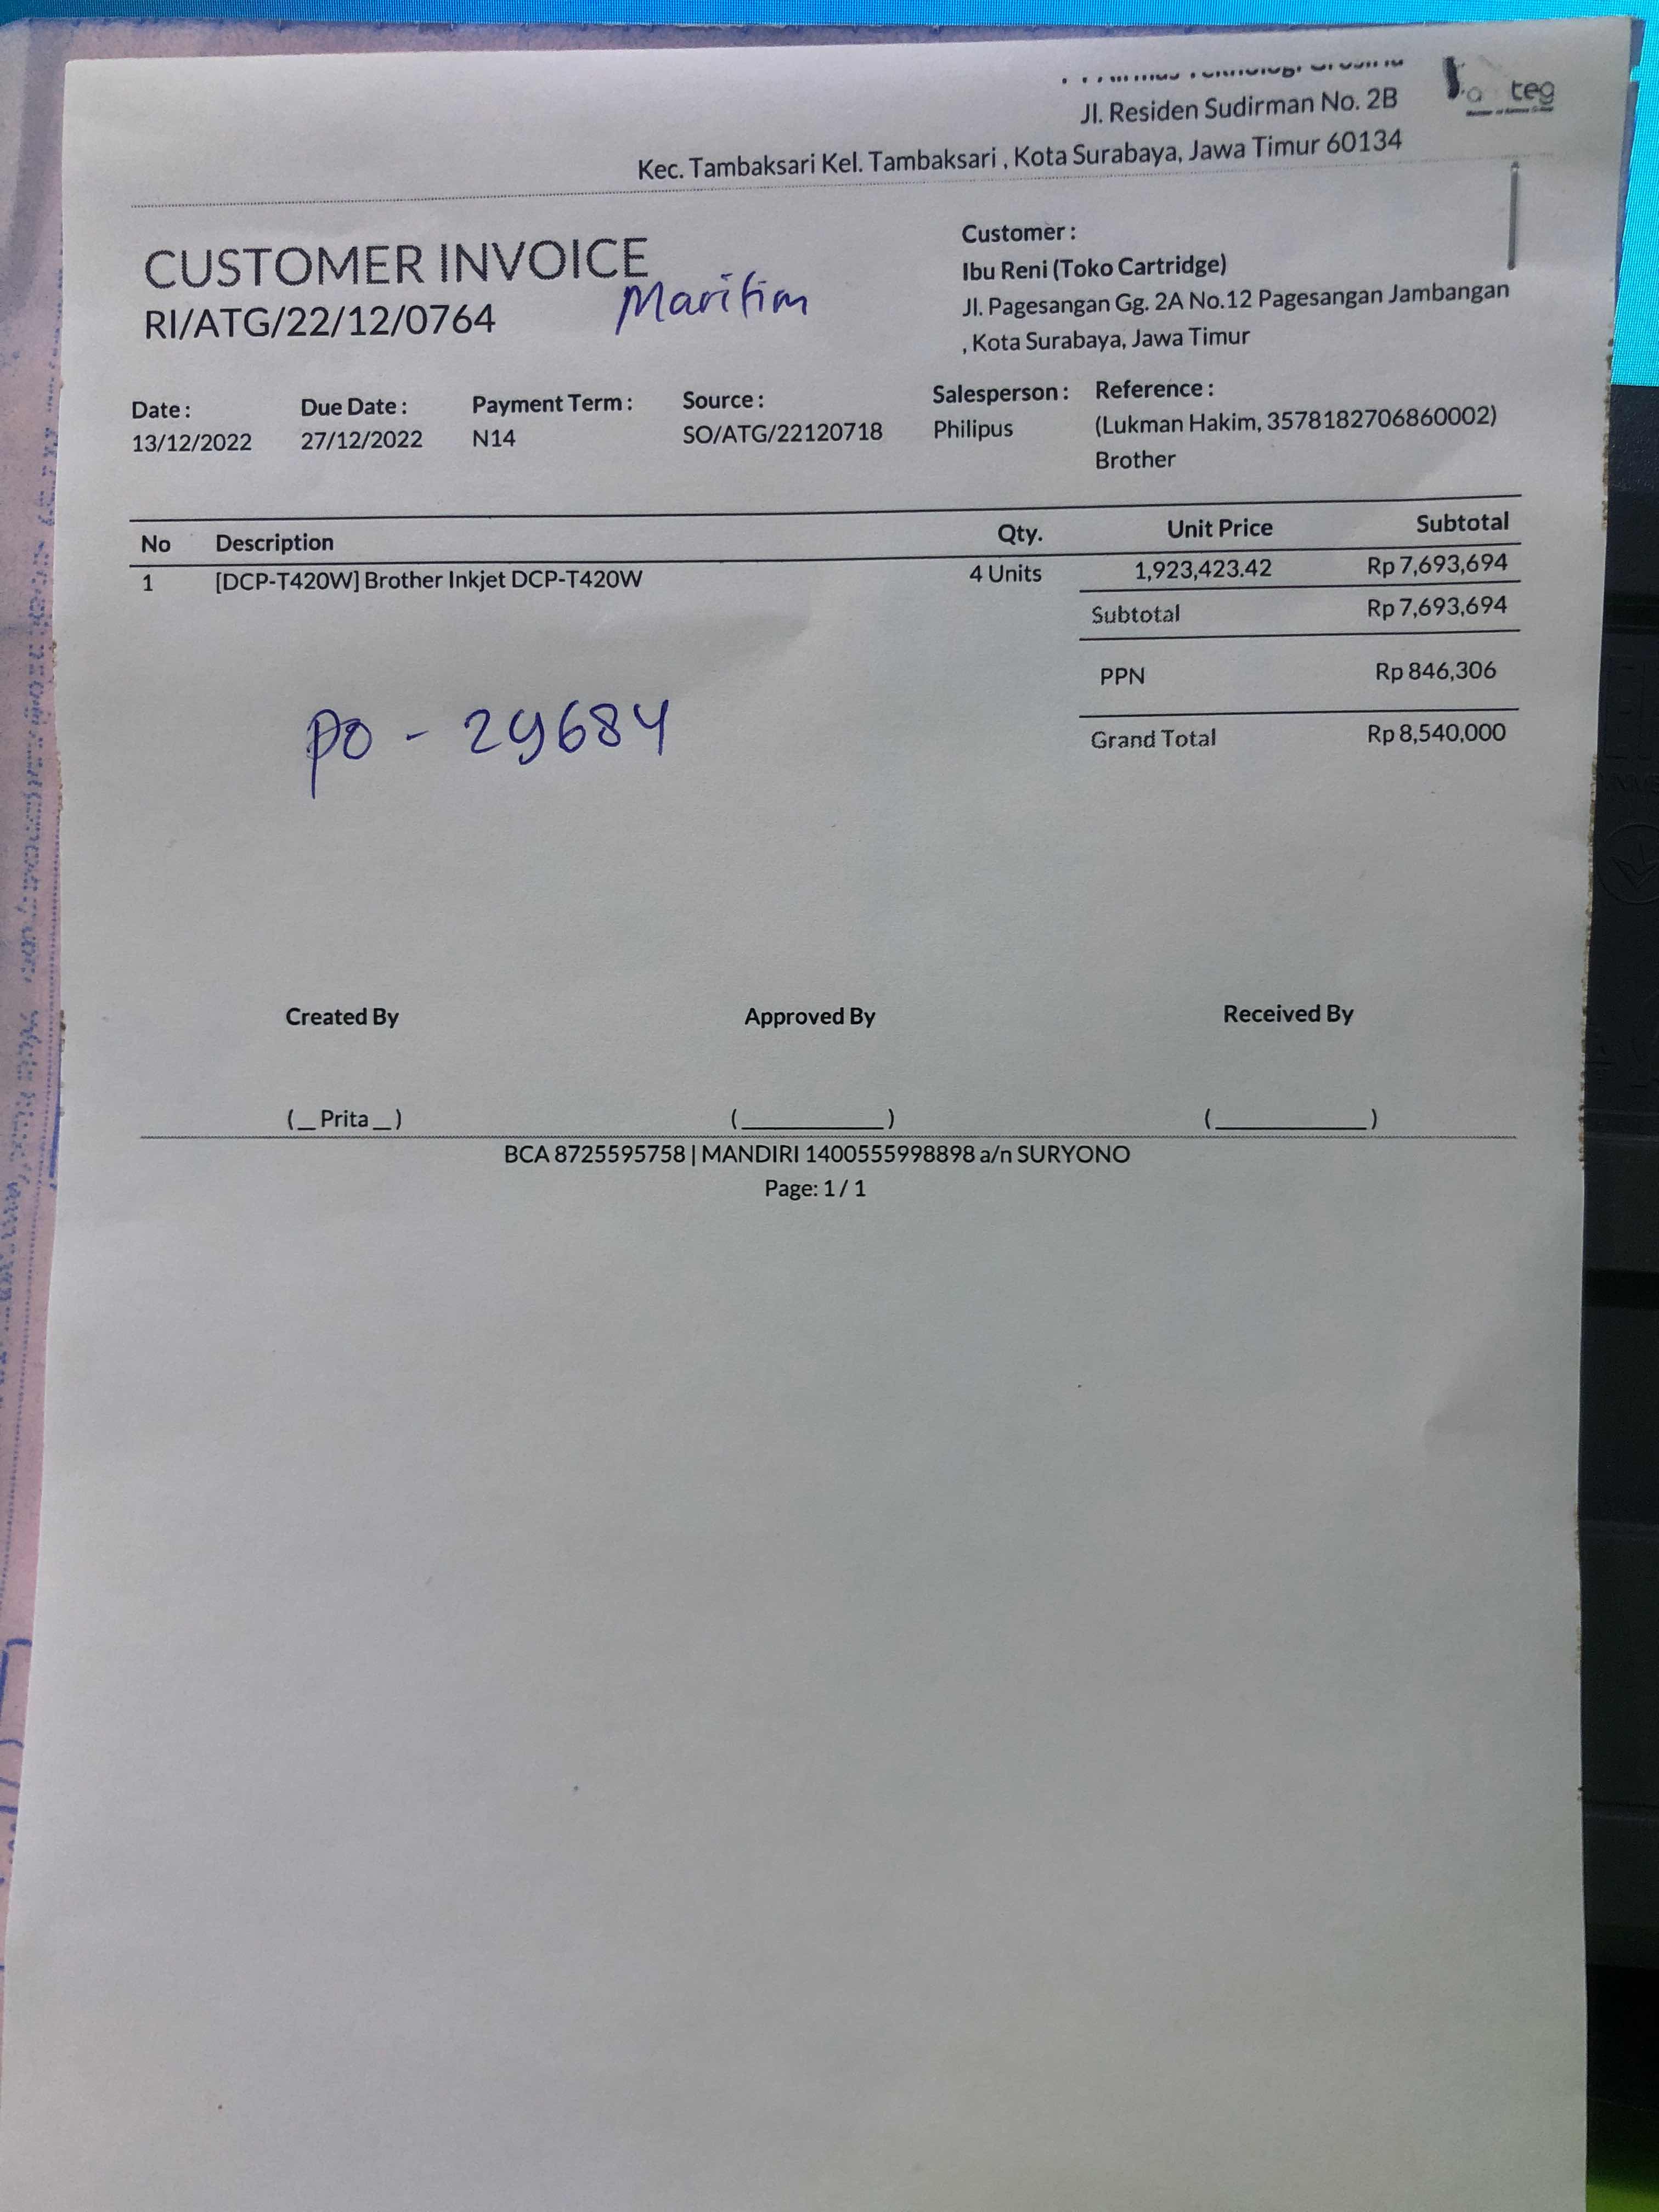 Jl. Residen Sudirman No. 2B
Kec. Tambaksari Kel. Tambaksari , Kota Surabaya, Jawa Timur 60134
teg
CUSTOMER INVOICE
RI/ATG/22/12/0764
Maritim
Customer :
Ibu Reni (Toko Cartridge)
Jl. Pagesangan Gg. 2A No.12 Pagesangan Jambangan
, Kota Surabaya, Jawa Timur
Date : Due Date : Payment Term : Source : Salesperson : Reference :
13/12/2022 27/12/2022 N14 SO/ATG/22120718 Philipus (Lukman Hakim, 3578182706860002)
Brother
No Description Qty. Unit Price Subtotal
1 [DCP-T420W] Brother Inkjet DCP-T420W 4 Units 1,923,423.42 Rp 7,693,694
Subtotal Rp 7,693,694
PPN Rp 846,306
Grand Total Rp 8,540,000
PO - 29684
Created By Approved By Received By
(_ Prita _) (__________) (__________)
BCA 8725595758 | MANDIRI 1400555998898 a/n SURYONO
Page: 1 / 1